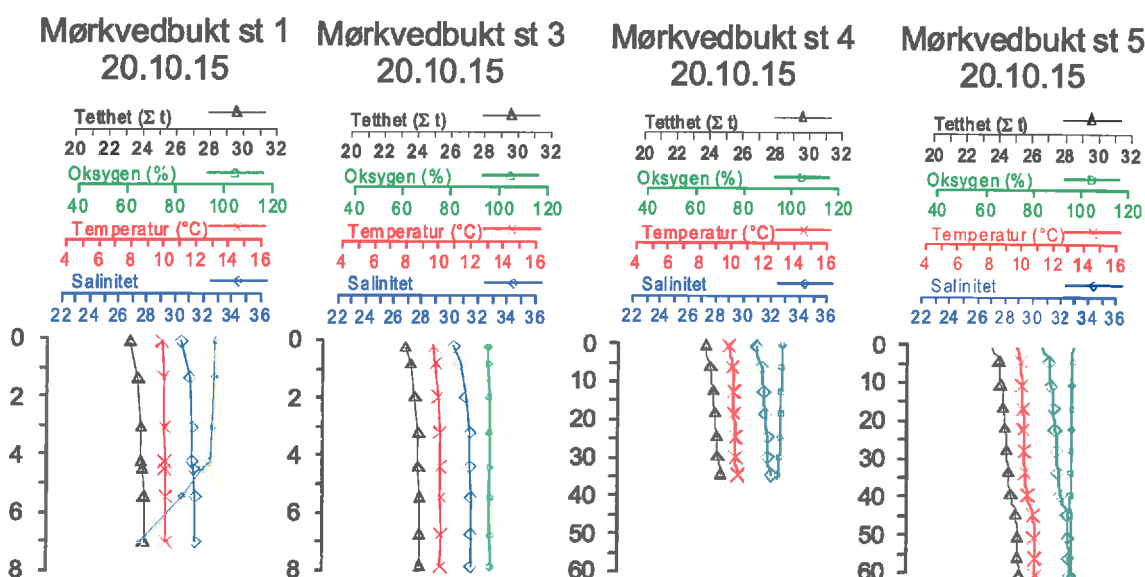 Mørkvedbukt st 1
20.10.15
Tetthet (Σ t)
20 22 24 26 28 30 32
Oksygen (%)
40 60 80 100 120
Temperatur (°C)
4 6 8 10 12 14 16
Salinitet
22 24 26 28 30 32 34 36
0
2
4
6
8
Mørkvedbukt st 3
20.10.15
Tetthet (Σ t)
20 22 24 26 28 30 32
Oksygen (%)
40 60 80 100 120
Temperatur (°C)
4 6 8 10 12 14 16
Salinitet
22 24 26 28 30 32 34 36
0
2
4
6
8
Mørkvedbukt st 4
20.10.15
Tetthet (Σ t)
20 22 24 26 28 30 32
Oksygen (%)
40 60 80 100 120
Temperatur (°C)
4 6 8 10 12 14 16
Salinitet
22 24 26 28 30 32 34 36
0
10
20
30
40
50
60
Mørkvedbukt st 5
20.10.15
Tetthet (Σ t)
20 22 24 26 28 30 32
Oksygen (%)
40 60 80 100 120
Temperatur (°C)
4 6 8 10 12 14 16
Salinitet
22 24 26 28 30 32 34 36
0
10
20
30
40
50
60